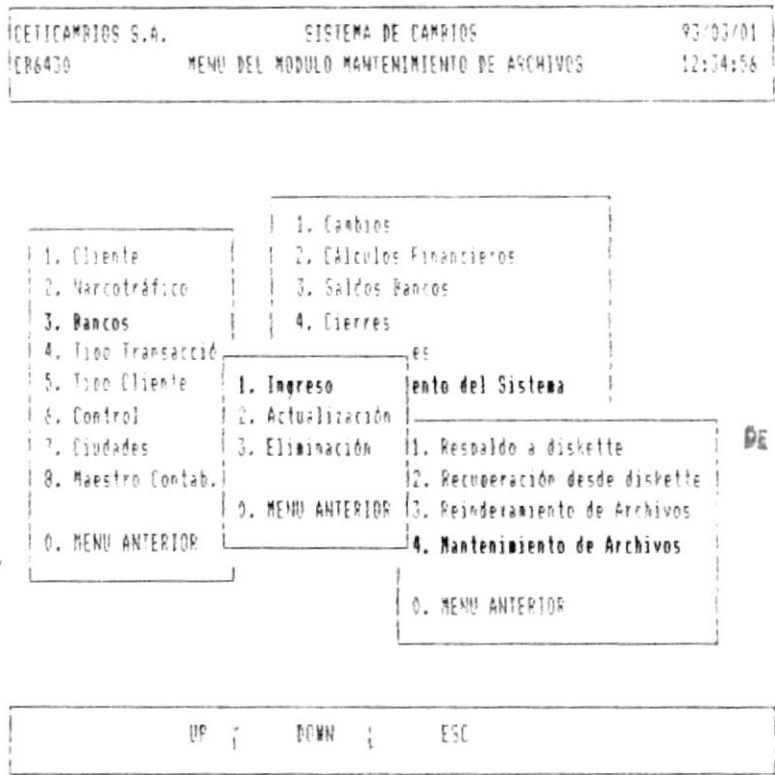 CETICAMBIOS S.A. SISTEMA DE CAMBIOS 93/03/01
CB6430 MENU DEL MODULO MANTENIMIENTO DE ARCHIVOS 12:34:56
1. Cambios
2. Cálculos Financieros
3. Saldos Bancos
4. Cierres
es
ento del Sistema
1. Cliente
2. Narcotráfico
3. Bancos
4. Tipo Transacció
5. Tipo Cliente
6. Control
7. Ciudades
8. Maestro Contab.
0. MENU ANTERIOR
1. Ingreso
2. Actualización
3. Eliminación
0. MENU ANTERIOR
1. Respaldo a diskette
2. Recuperación desde diskette
3. Reinderamiento de Archivos
4. Mantenimiento de Archivos
0. MENU ANTERIOR
DE
UP DOWN ESC